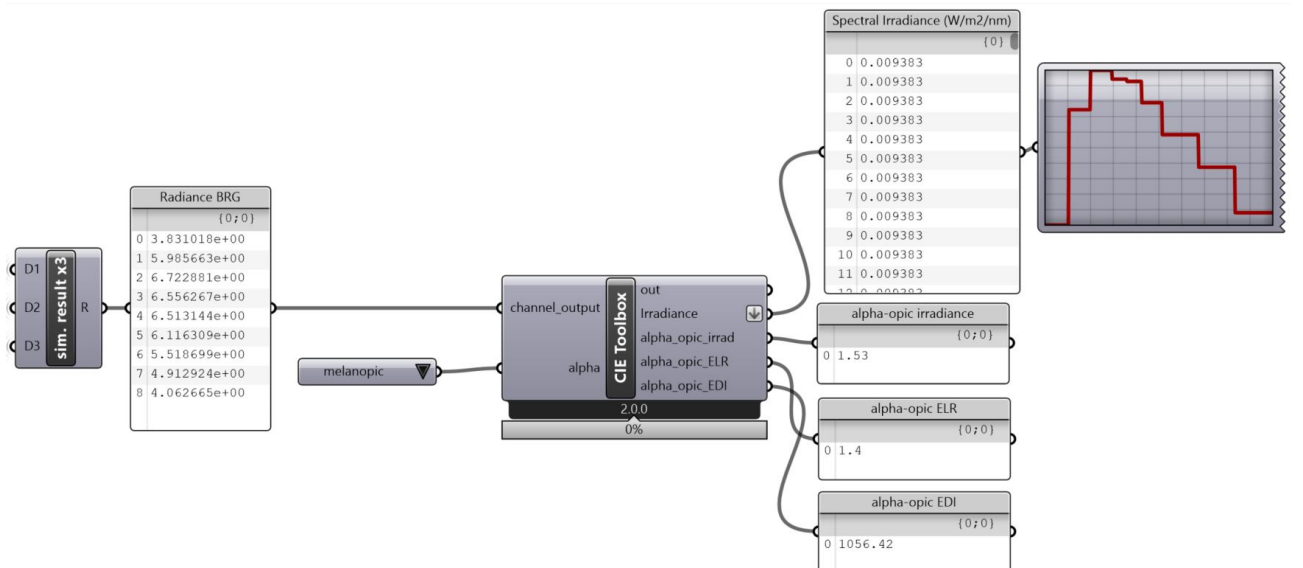 D1
D2
D3
sim. result x3
R
Radiance BRG
{0;0}
0 3.831018e+00
1 5.985663e+00
2 6.722881e+00
3 6.556267e+00
4 6.513144e+00
5 6.116309e+00
6 5.518699e+00
7 4.912924e+00
8 4.062665e+00
melanopic
channel_output
alpha
CIE Toolbox
out
Irradiance
alpha_opic_irrad
alpha_opic_ELR
alpha_opic_EDI
2.0.0
0%
Spectral Irradiance (W/m2/nm)
{0}
0 0.009383
1 0.009383
2 0.009383
3 0.009383
4 0.009383
5 0.009383
6 0.009383
7 0.009383
8 0.009383
9 0.009383
10 0.009383
11 0.009383
alpha-opic irradiance
{0;0}
0 1.53
alpha-opic ELR
{0;0}
0 1.4
alpha-opic EDI
{0;0}
0 1056.42